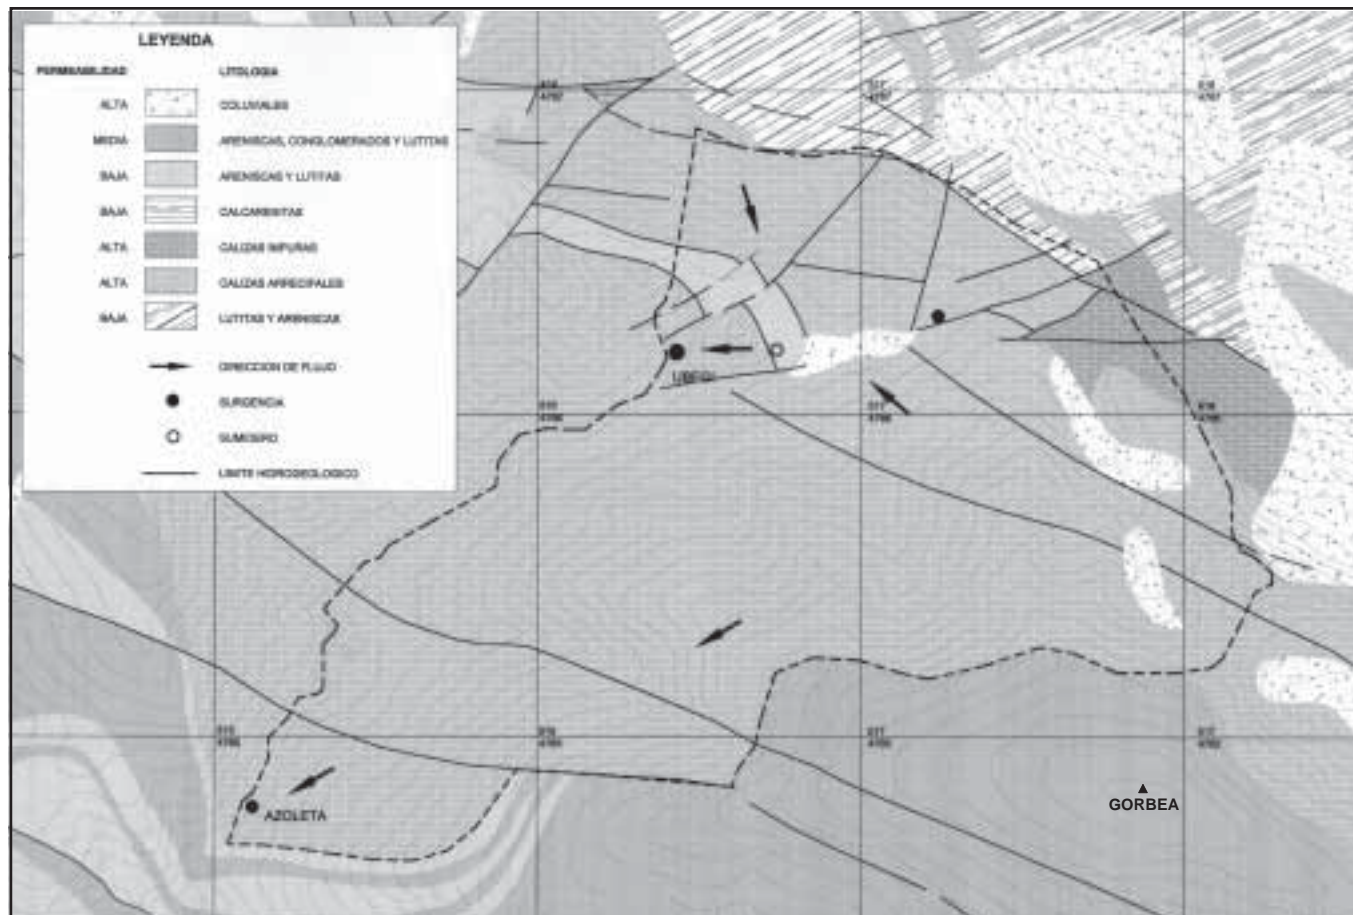 LEYENDA
PERMEABILIDAD LITOLOGIA
ALTA COLUVIALES
MEDIA ARENISCAS, CONGLOMERADOS Y LUTITAS
BAJA ARENISCAS Y LUTITAS
BAJA CALCARENITAS
ALTA CALIZAS IMPURAS
ALTA CALIZAS ARRECIFALES
BAJA LUTITAS Y ARENISCAS
DIRECCION DE FLUJO
SURGENCIA
SUMIDERO
LIMITE HIDROGEOLOGICO
AZOLETA
GORBEA